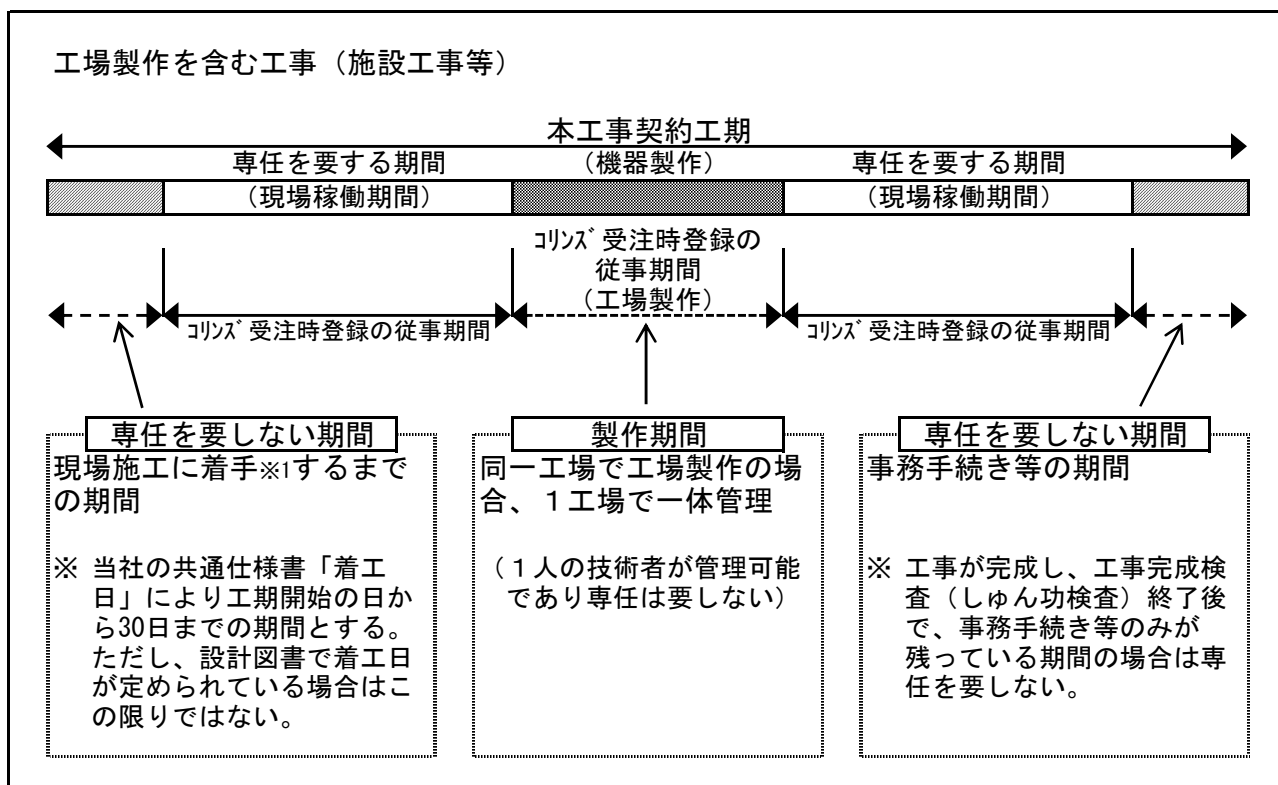 工場製作を含む工事（施設工事等）
本工事契約工期
専任を要する期間
（機器製作）
専任を要する期間
（現場稼働期間）
（現場稼働期間）
ｺﾘﾝｽﾞ受注時登録の
従事期間
（工場製作）
ｺﾘﾝｽﾞ受注時登録の従事期間
ｺﾘﾝｽﾞ受注時登録の従事期間
専任を要しない期間
現場施工に着手※1するまで
の期間
※ 当社の共通仕様書「着工
日」により工期開始の日か
ら30日までの期間とする。
ただし、設計図書で着工日
が定められている場合はこ
の限りではない。
製作期間
同一工場で工場製作の場
合、１工場で一体管理
（１人の技術者が管理可能
であり専任は要しない）
専任を要しない期間
事務手続き等の期間
※ 工事が完成し、工事完成検
査（しゅん功検査）終了後
で、事務手続き等のみが
残っている期間の場合は専
任を要しない。